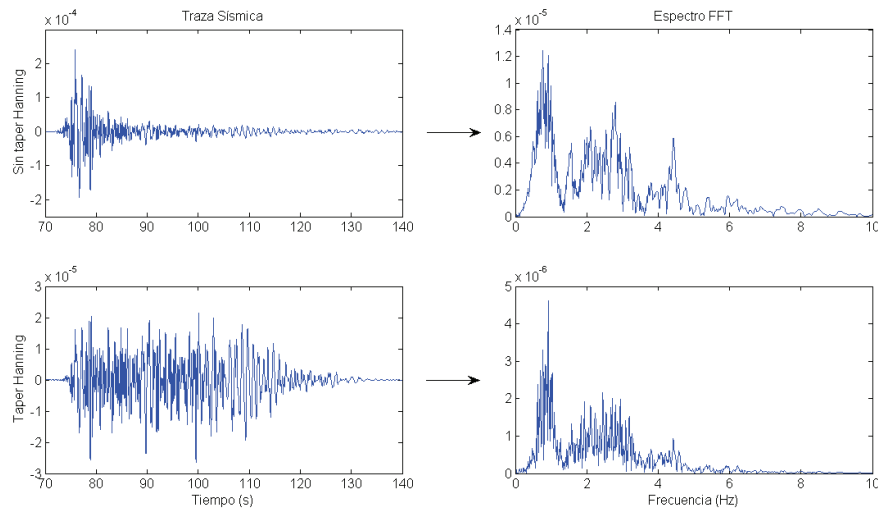 Traza Sísmica
Espectro FFT
x 10^-4
2
1
0
-1
-2
Sin taper Hanning
70 80 90 100 110 120 130 140
x 10^-5
1.4
1.2
1
0.8
0.6
0.4
0.2
0
0 2 4 6 8 10
x 10^-5
3
2
1
0
-1
-2
-3
Taper Hanning
70 80 90 100 110 120 130 140
Tiempo (s)
x 10^-6
5
4
3
2
1
0
0 2 4 6 8 10
Frecuencia (Hz)